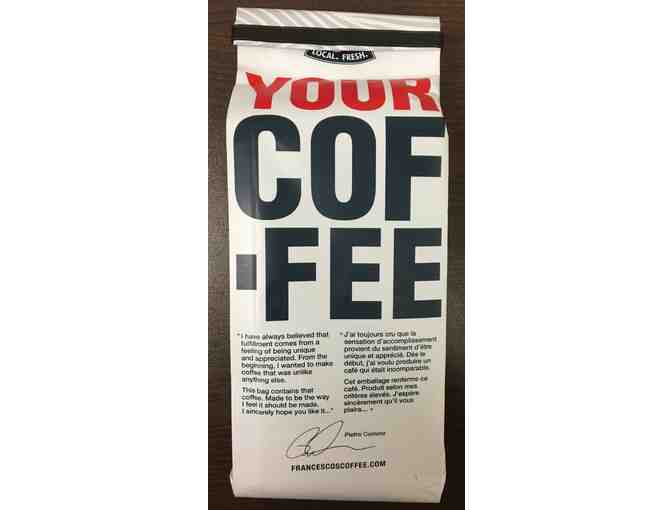 LOCAL. FRESH.
YOUR
COF
-FEE
"I have always believed that
fulfillment comes from a
feeling of being unique
and appreciated. From the
beginning, I wanted to make
coffee that was unlike
anything else.
This bag contains that
coffee. Made to be the way
I feel it should be made.
I sincerely hope you like it..."
« J'ai toujours cru que la
sensation d'accomplissement
provient du sentiment d'être
unique et apprécié. Dès le
début, j'ai voulu produire un
café qui était incomparable.
Cet emballage renferme ce
café. Produit selon mes
critères élevés. J'espère
sincèrement qu'il vous
plaira... »
Pietro
FRANCESCOSCOFFEE.COM